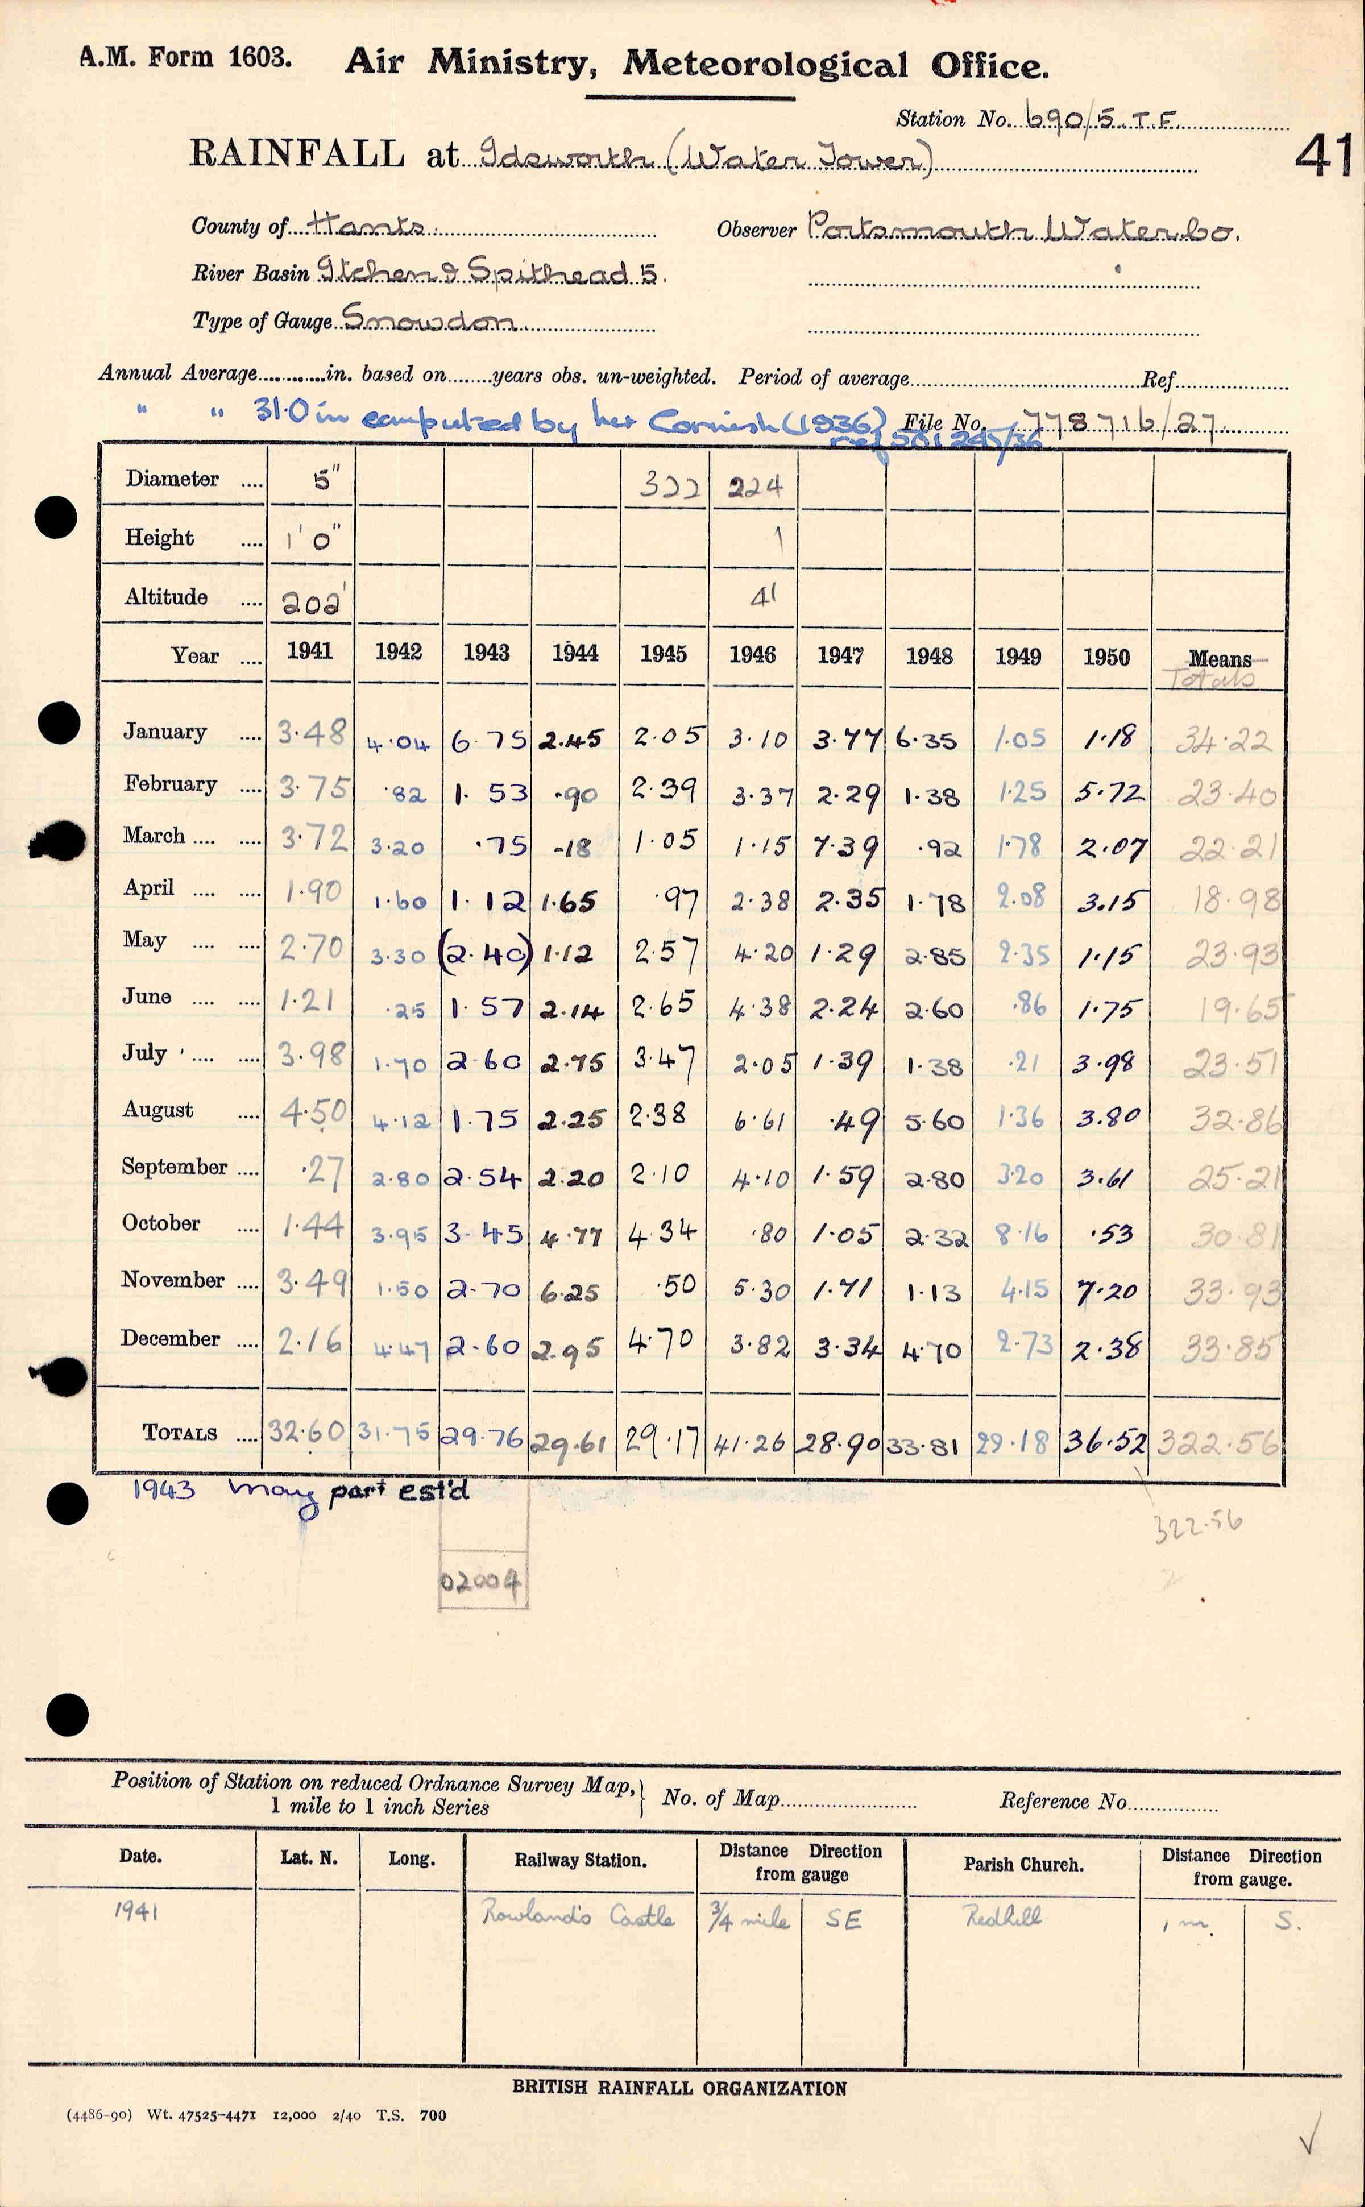 A.M. Form 1603. Air Ministry, Meteorological Office.
Station No. 690/5.T.F.
RAINFALL at Idsworth (Water Tower)
41
County of Hants. Observer Portsmouth Water Co.
River Basin Itchen & Spithead 5.
Type of Gauge Snowdon
Annual Average............in. based on........years obs. un-weighted. Period of average........Ref........
" " 31.0 in computed by her Cornish (1936) File No. 778716/27
ref 501295/36
Diameter .... 5" 322 224
Height .... 1'0" 1
Altitude .... 202' 41
Year .... 1941 1942 1943 1944 1945 1946 1947 1948 1949 1950 Means
Totals
January .... 3.48 4.04 6.75 2.45 2.05 3.10 3.77 6.35 1.05 1.18 34.22
February .... 3.75 .82 1.53 .90 2.39 3.37 2.29 1.38 1.25 5.72 23.40
March .... .... 3.72 3.20 .75 .18 1.05 1.15 7.39 .92 1.78 2.07 22.21
April .... .... 1.90 1.60 1.12 1.65 .97 2.38 2.35 1.78 2.08 3.15 18.98
May .... .... 2.70 3.30 (2.40) 1.12 2.57 4.20 1.29 2.85 2.35 1.15 23.93
June .... .... 1.21 .25 1.57 2.14 2.65 4.38 2.24 2.60 .86 1.75 19.65
July .... .... 3.98 1.70 2.60 2.75 3.47 2.05 1.39 1.38 .21 3.98 23.51
August .... 4.50 4.12 1.75 2.25 2.38 6.61 .49 5.60 1.36 3.80 32.86
September .... .27 2.80 2.54 2.20 2.10 4.10 1.59 2.80 3.20 3.61 25.21
October .... 1.44 3.95 3.45 4.77 4.34 .80 1.05 2.32 8.16 .53 30.81
November .... 3.49 1.50 2.70 6.25 .50 5.30 1.71 1.13 4.15 7.20 33.93
December .... 2.16 4.47 2.60 2.95 4.70 3.82 3.34 4.70 2.73 2.38 33.85
TOTALS .... 32.60 31.75 29.76 29.61 29.17 41.26 28.90 33.81 29.18 36.52 322.56
1943 May part est'd
322.56
02004
Position of Station on reduced Ordnance Survey Map, 1 mile to 1 inch Series } No. of Map........ Reference No........
Date. Lat. N. Long. Railway Station. Distance Direction from gauge Parish Church. Distance Direction from gauge.
1941 Rowland's Castle 3/4 mile SE Redhill 1 m. S.
BRITISH RAINFALL ORGANIZATION
(4486-90) Wt. 47525-4471 12,000 2/40 T.S. 700